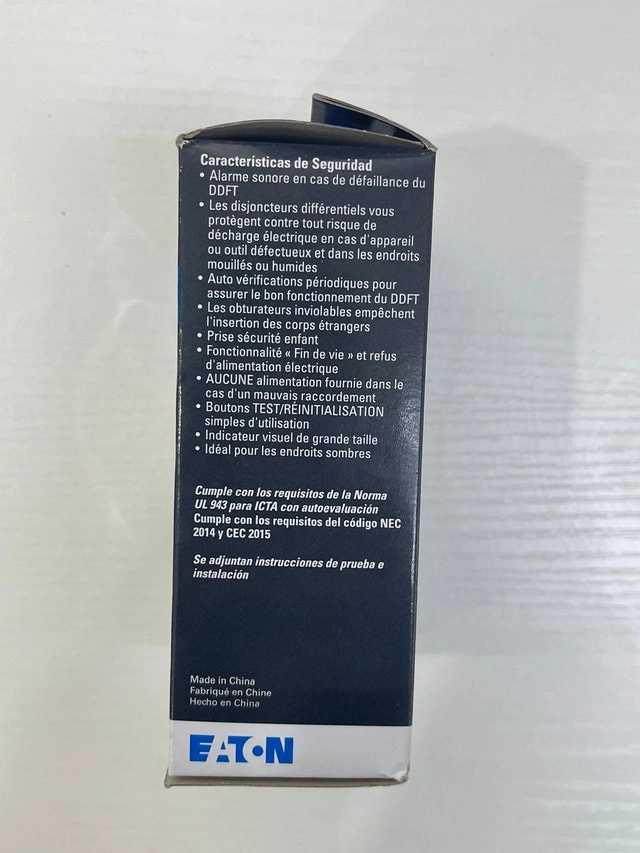 Características de Seguridad
• Alarme sonore en cas de défaillance du
DDFT
• Les disjoncteurs différentiels vous
protègent contre tout risque de
décharge électrique en cas d'appareil
ou outil défectueux et dans les endroits
mouillés ou humides
• Auto vérifications périodiques pour
assurer le bon fonctionnement du DDFT
• Les obturateurs inviolables empêchent
l'insertion des corps étrangers
• Prise sécurité enfant
• Fonctionnalité « Fin de vie » et refus
d'alimentation électrique
• AUCUNE alimentation fournie dans le
cas d'un mauvais raccordement
• Boutons TEST/RÉINITIALISATION
simples d'utilisation
• Indicateur visuel de grande taille
• Idéal pour les endroits sombres
Cumple con los requisitos de la Norma
UL 943 para ICTA con autoevaluación
Cumple con los requisitos del código NEC
2014 y CEC 2015
Se adjuntan instrucciones de prueba e
instalación
Made in China
Fabriqué en Chine
Hecho en China
EATON